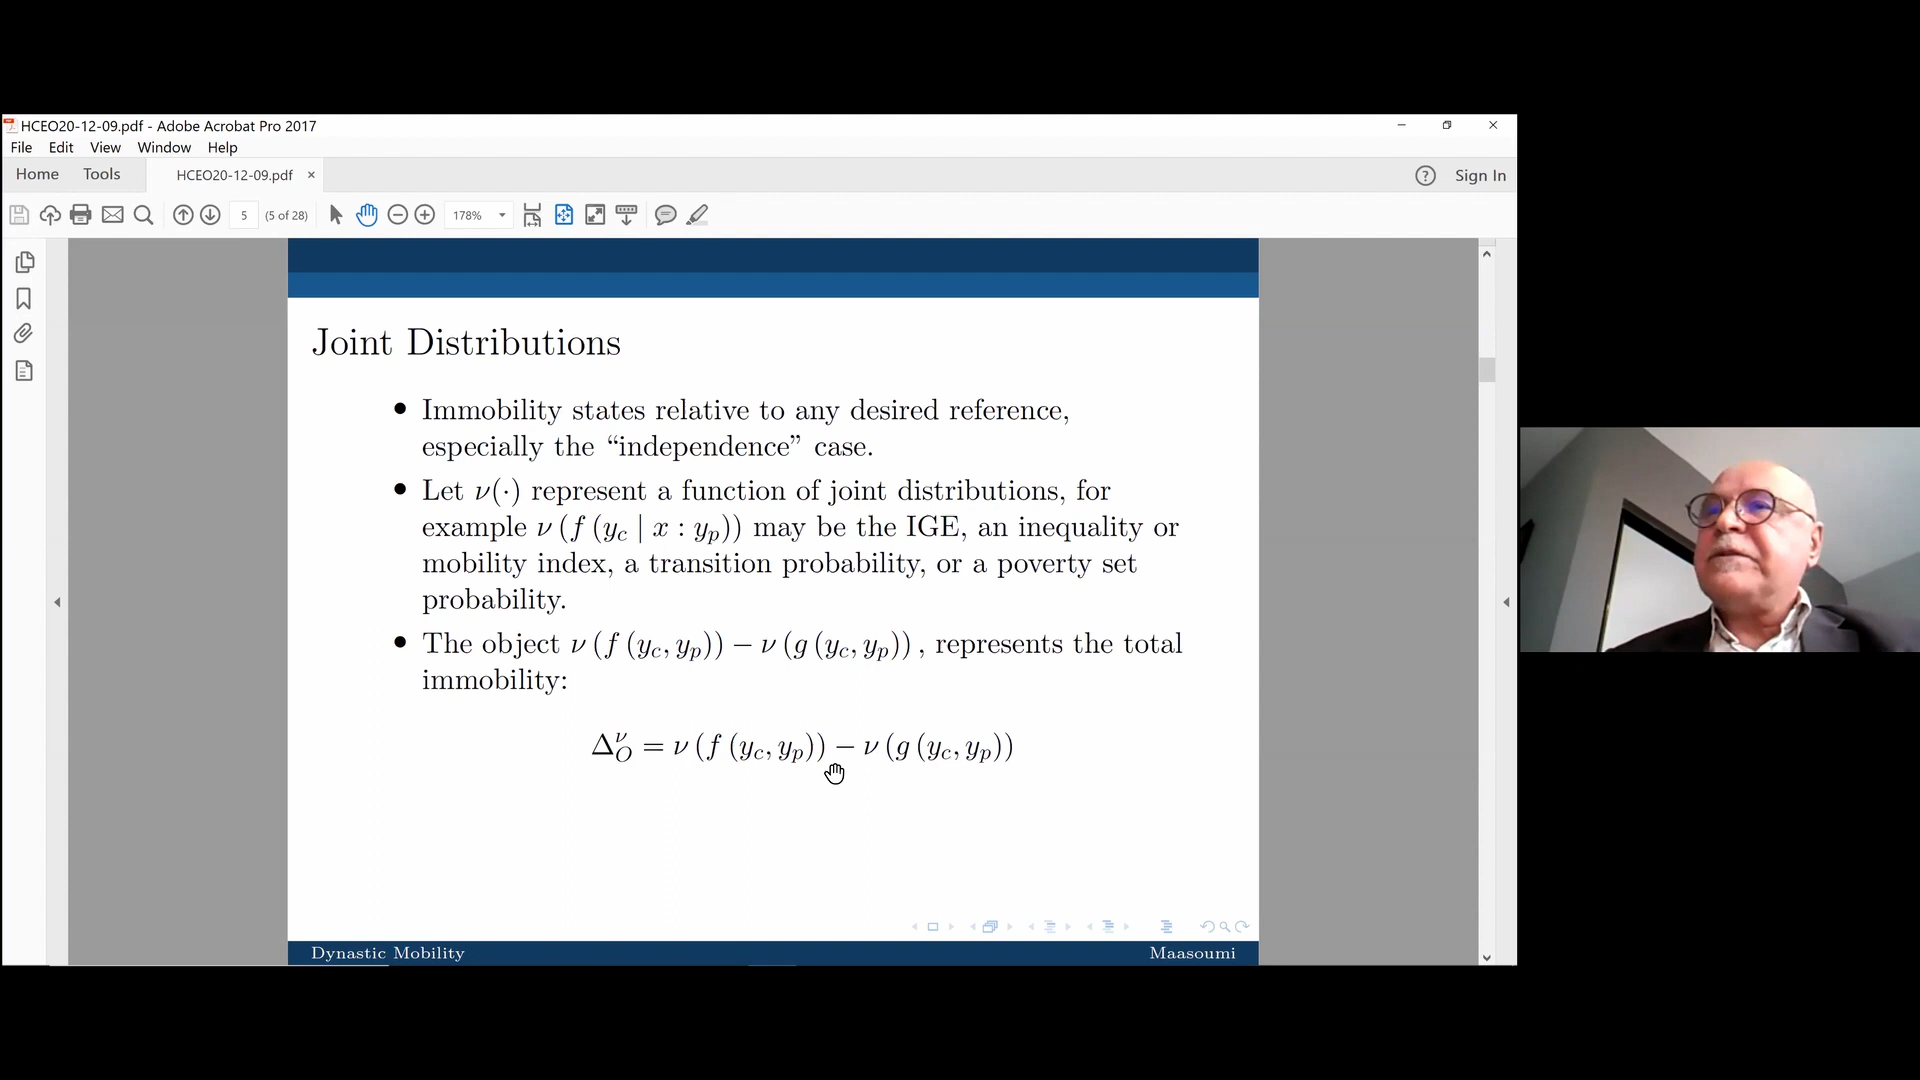 HCEO20-12-09.pdf - Adobe Acrobat Pro 2017
File Edit View Window Help
Home Tools HCEO20-12-09.pdf × Sign In
5 (5 of 28) 178%
Joint Distributions
• Immobility states relative to any desired reference,
especially the “independence” case.
• Let ν(·) represent a function of joint distributions, for
example ν (f (y_c | x : y_p)) may be the IGE, an inequality or
mobility index, a transition probability, or a poverty set
probability.
• The object ν (f (y_c, y_p)) − ν (g (y_c, y_p)) , represents the total
immobility:
Δ_O^ν = ν (f (y_c, y_p)) − ν (g (y_c, y_p))
Dynastic Mobility Maasoumi